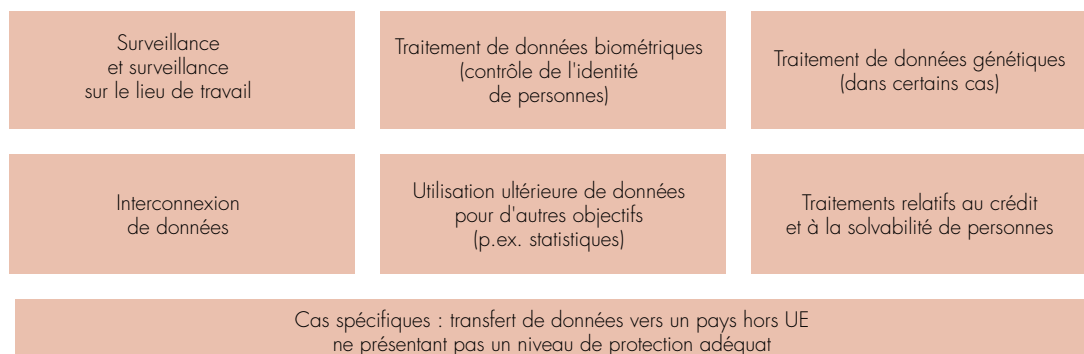 Surveillance
et surveillance
sur le lieu de travail
Traitement de données biométriques
(contrôle de l'identité
de personnes)
Traitement de données génétiques
(dans certains cas)
Interconnexion
de données
Utilisation ultérieure de données
pour d'autres objectifs
(p.ex. statistiques)
Traitements relatifs au crédit
et à la solvabilité de personnes
Cas spécifiques : transfert de données vers un pays hors UE
ne présentant pas un niveau de protection adéquat